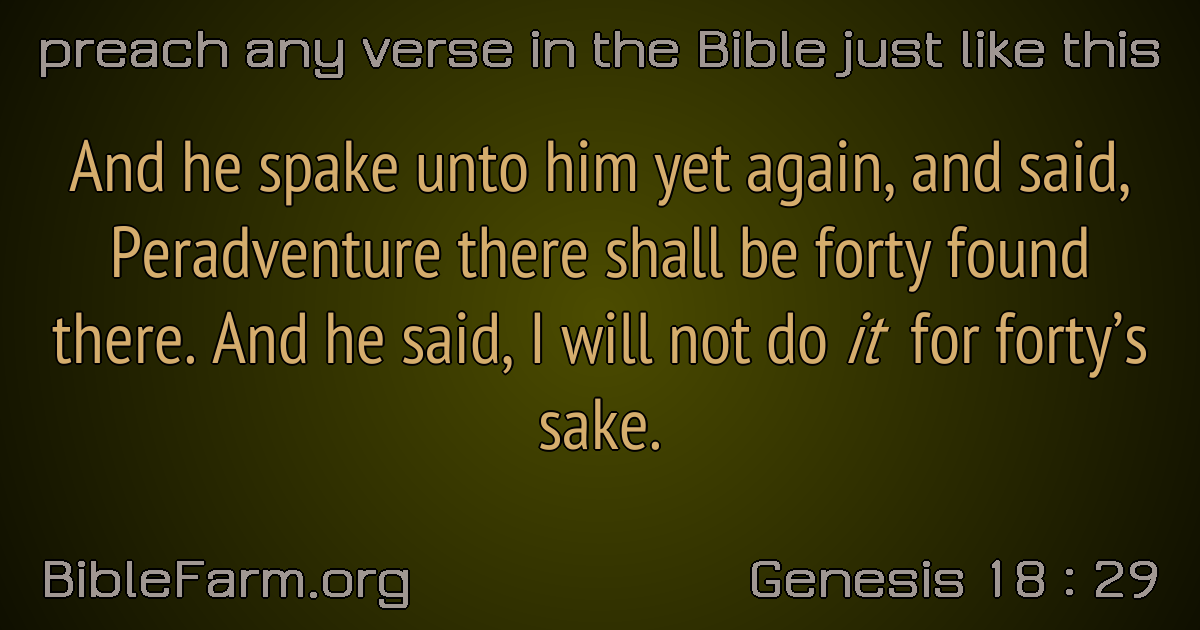 preach any verse in the Bible just like this
And he spake unto him yet again, and said,
Peradventure there shall be forty found
there. And he said, I will not do it for forty’s
sake.
BibleFarm.org
Genesis 18 : 29